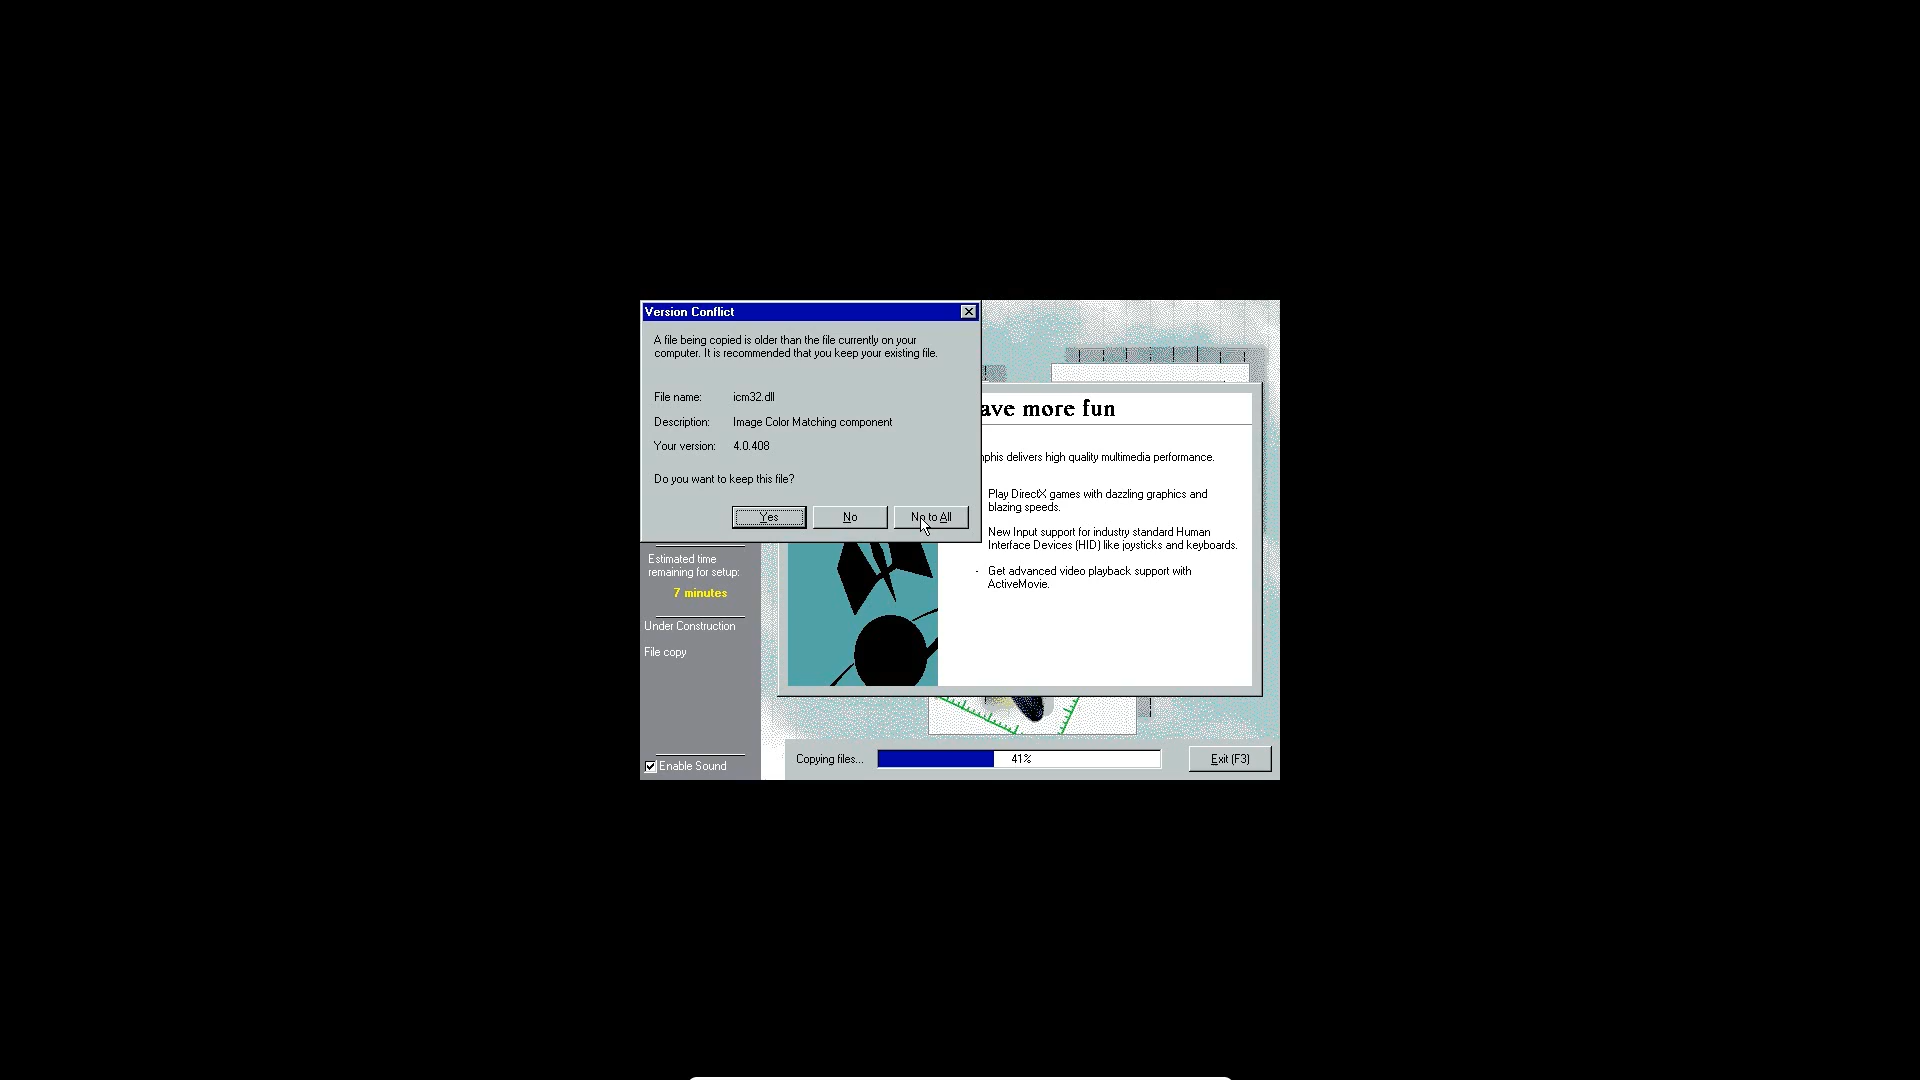 Version Conflict
A file being copied is older than the file currently on your
computer. It is recommended that you keep your existing file.
File name: icm32.dll
Description: Image Color Matching component
Your version: 4.0.408
Do you want to keep this file?
Yes No No to All
ave more fun
phis delivers high quality multimedia performance.
Play DirectX games with dazzling graphics and
blazing speeds.
New Input support for industry standard Human
Interface Devices (HID) like joysticks and keyboards.
- Get advanced video playback support with
ActiveMovie.
Estimated time
remaining for setup:
7 minutes
Under Construction
File copy
Enable Sound
Copying files... 41% Exit (F3)